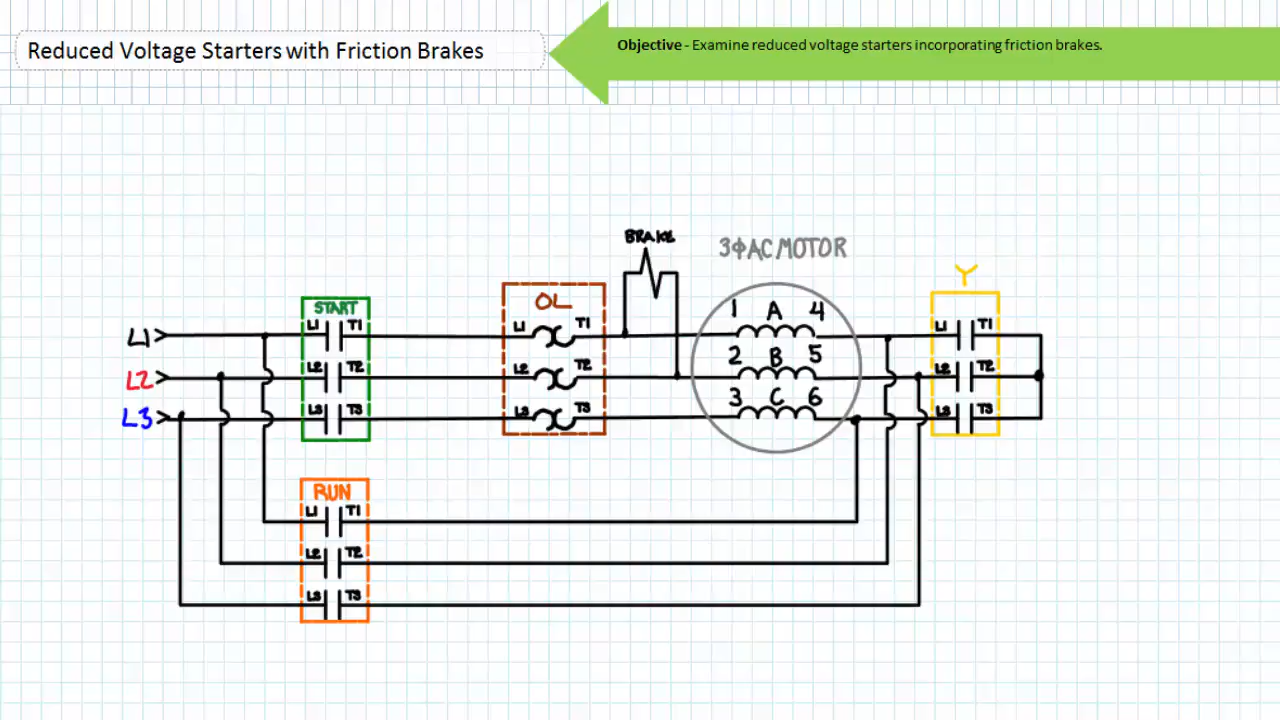 Reduced Voltage Starters with Friction Brakes
Objective - Examine reduced voltage starters incorporating friction brakes.
BRAKE
3ΦAC MOTOR
Y
START
OL
L1
L1 T1
L1 T1
1 A 4
L1 T1
L2
L2 T2
L2 T2
2 B 5
L2 T2
L3
L3 T3
L3 T3
3 C 6
L3 T3
RUN
L1 T1
L2 T2
L3 T3